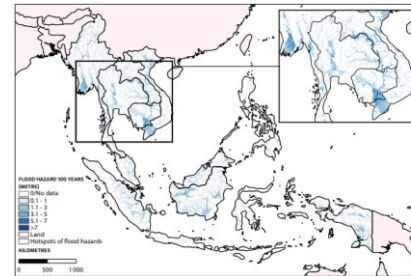 FLOOD HAZARD 100 YEARS
(METRE)
0/No data
0.1 - 1
1.1 - 3
3.1 - 5
5.1 - 7
>7
Land
Hotspots of flood hazards
KILOMETRES
0 500 1 000